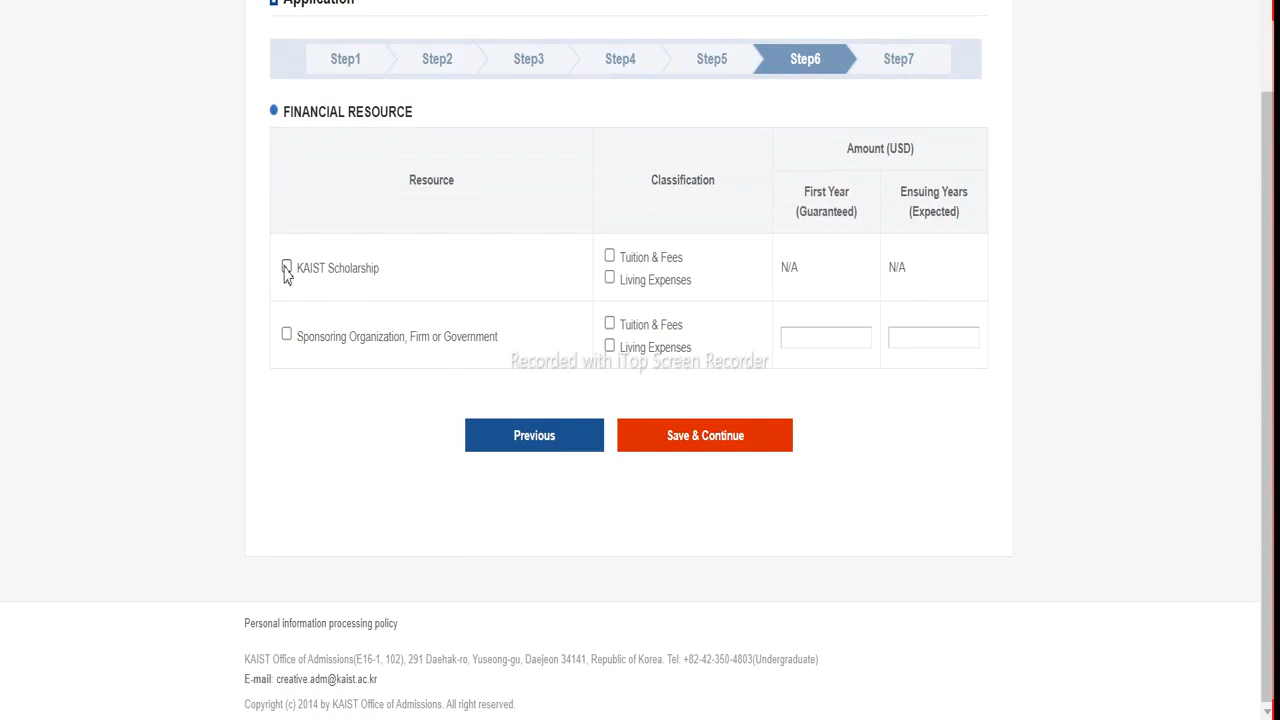 Application
Step1 Step2 Step3 Step4 Step5 Step6 Step7
FINANCIAL RESOURCE
Resource Classification Amount (USD)
First Year (Guaranteed) Ensuing Years (Expected)
KAIST Scholarship
Tuition & Fees
Living Expenses
N/A N/A
Sponsoring Organization, Firm or Government
Tuition & Fees
Living Expenses
Recorded with iTop Screen Recorder
Previous Save & Continue
Personal information processing policy
KAIST Office of Admissions(E16-1, 102), 291 Daehak-ro, Yuseong-gu, Daejeon 34141, Republic of Korea. Tel: +82-42-350-4803(Undergraduate)
E-mail: creative.adm@kaist.ac.kr
Copyright (c) 2014 by KAIST Office of Admissions. All right reserved.